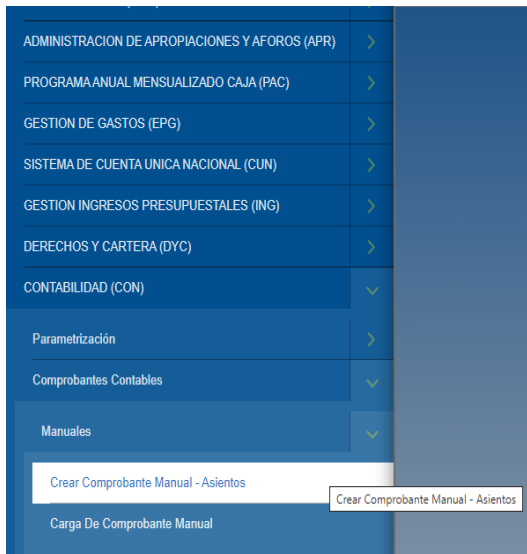 ADMINISTRACION DE APROPIACIONES Y AFOROS (APR)
PROGRAMA ANUAL MENSUALIZADO CAJA (PAC)
GESTION DE GASTOS (EPG)
SISTEMA DE CUENTA UNICA NACIONAL (CUN)
GESTION INGRESOS PRESUPUESTALES (ING)
DERECHOS Y CARTERA (DYC)
CONTABILIDAD (CON)
Parametrización
Comprobantes Contables
Manuales
Crear Comprobante Manual - Asientos
Crear Comprobante Manual - Asientos
Carga De Comprobante Manual